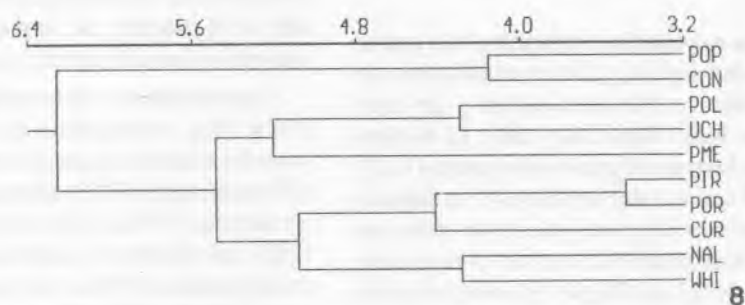 6.4 5.6 4.8 4.0 3.2
POP
CON
POL
UCH
PME
PIR
POR
CUR
NAL
WHI
8